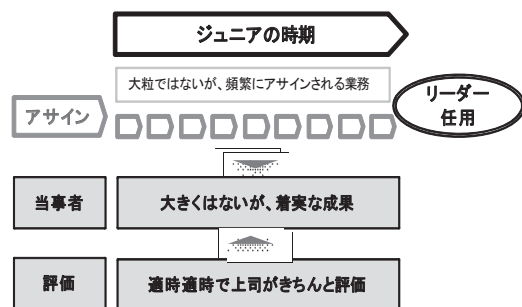 ジュニアの時期
大粒ではないが、頻繁にアサインされる業務
アサイン
リーダー
任用
当事者
大きくはないが、着実な成果
評価
適時適時で上司がきちんと評価